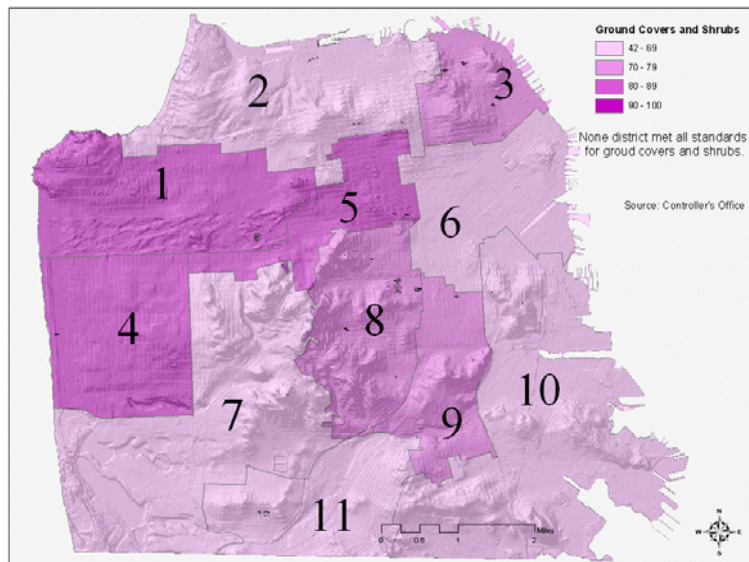 Ground Covers and Shrubs
42 - 69
70 - 79
80 - 89
90 - 100
None district met all standards
for groud covers and shrubs.
Source: Controller's Office
2
3
1
5
6
4
8
7
10
9
11
0 0.5 1 2
Miles
N
W E
S